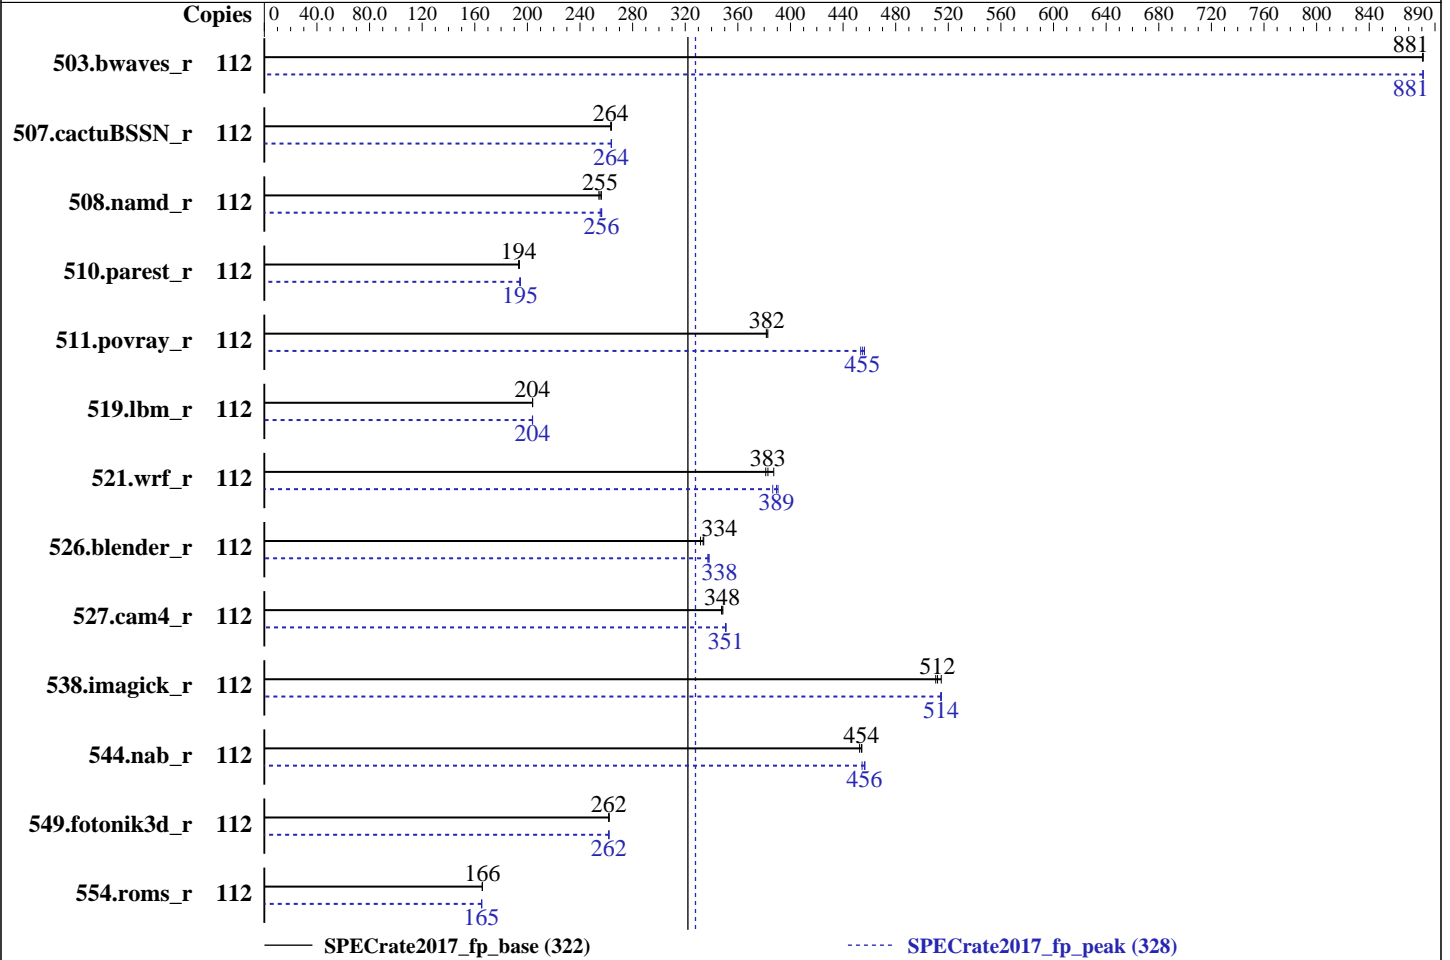 Copies 0 40.0 80.0 120 160 200 240 280 320 360 400 440 480 520 560 600 640 680 720 760 800 840 890
881
503.bwaves_r 112
881
264
507.cactuBSSN_r 112
264
255
508.namd_r 112
256
194
510.parest_r 112
195
382
511.povray_r 112
455
204
519.lbm_r 112
204
383
521.wrf_r 112
389
334
526.blender_r 112
338
348
527.cam4_r 112
351
512
538.imagick_r 112
514
454
544.nab_r 112
456
262
549.fotonik3d_r 112
262
166
554.roms_r 112
165
SPECrate2017_fp_base (322) SPECrate2017_fp_peak (328)